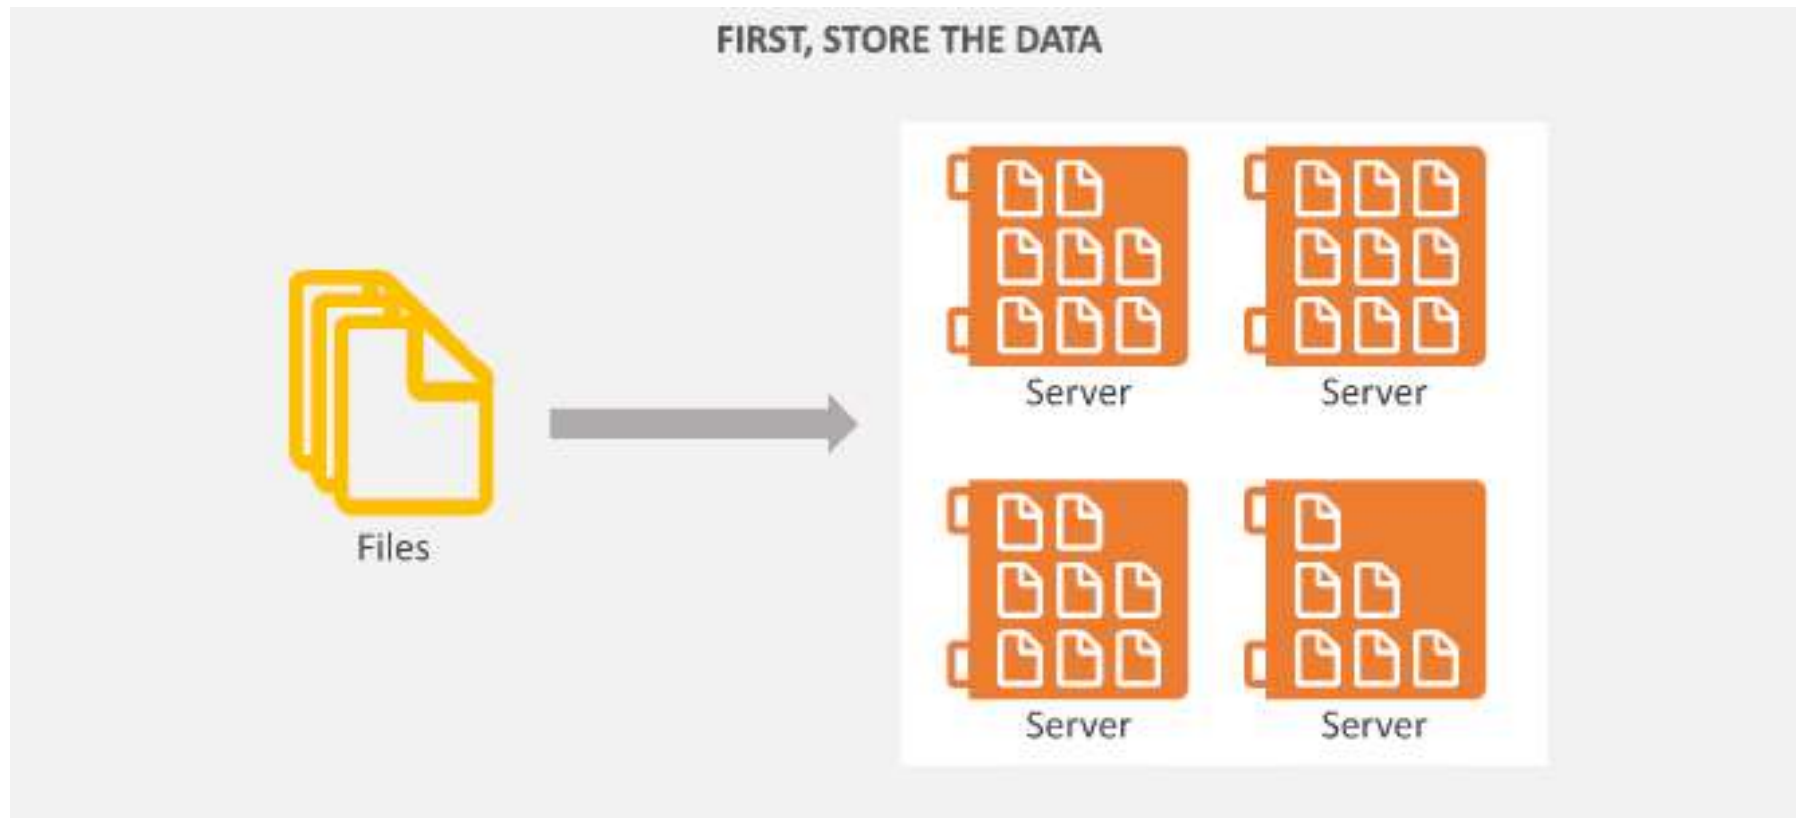 FIRST, STORE THE DATA
Files
Server
Server
Server
Server